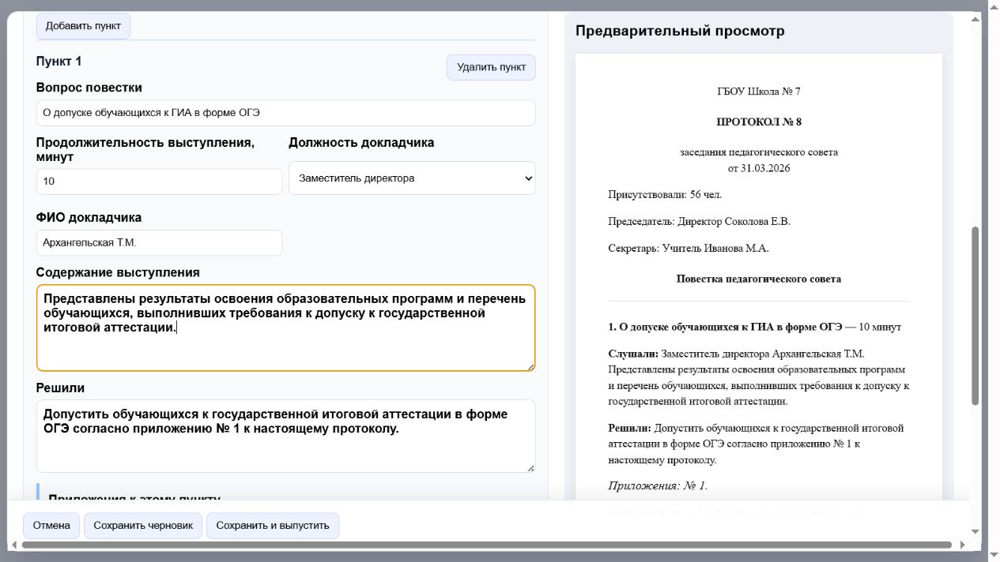 Добавить пункт
Пункт 1
Удалить пункт
Вопрос повестки
О допуске обучающихся к ГИА в форме ОГЭ
Продолжительность выступления,
минут
Должность докладчика
10
Заместитель директора
ФИО докладчика
Архангельская Т.М.
Содержание выступления
Представлены результаты освоения образовательных программ и перечень
обучающихся, выполнивших требования к допуску к государственной
итоговой аттестации.
Решили
Допустить обучающихся к государственной итоговой аттестации в форме
ОГЭ согласно приложению № 1 к настоящему протоколу.
Приложения к этому пункту
Отмена
Сохранить черновик
Сохранить и выпустить
Предварительный просмотр
ГБОУ Школа № 7
ПРОТОКОЛ № 8
заседания педагогического совета
от 31.03.2026
Присутствовали: 56 чел.
Председатель: Директор Соколова Е.В.
Секретарь: Учитель Иванова М.А.
Повестка педагогического совета
1. О допуске обучающихся к ГИА в форме ОГЭ — 10 минут
Слушали: Заместитель директора Архангельская Т.М.
Представлены результаты освоения образовательных программ
и перечень обучающихся, выполнивших требования к допуску к
государственной итоговой аттестации.
Решили: Допустить обучающихся к государственной итоговой
аттестации в форме ОГЭ согласно приложению № 1 к
настоящему протоколу.
Приложения: № 1.